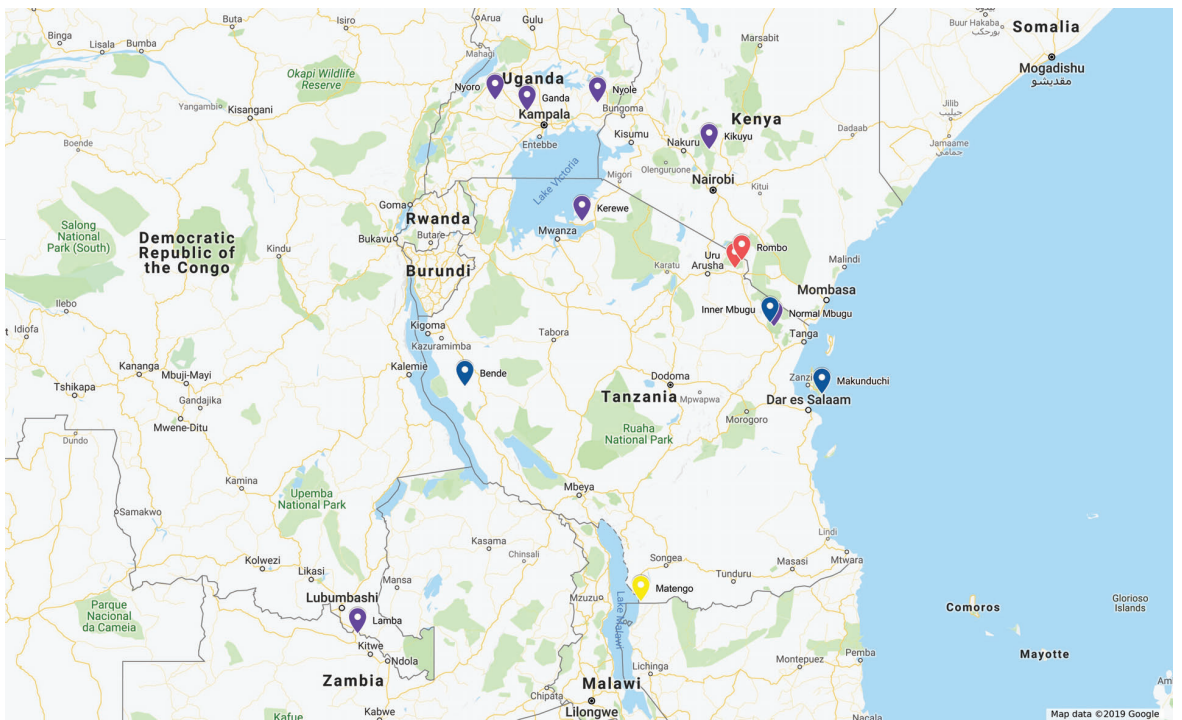 Somalia
Buur Hakaba
بورحكب
Mogadishu
مقديشو
Jilib
جيليب
Jamaame
جمامي
Binga
Lisala
Bumba
Buta
Isiro
Arua
Gulu
Mahagi
Marsabit
Okapi Wildlife
Reserve
Yangambi
Kisangani
Boende
Uganda
Nyoro
Ganda
Kampala
Entebbe
Nyole
Bungoma
Kisumu
Kenya
Kikuyu
Nakuru
Dadaab
Olenguruone
Migori
Nairobi
Kitui
Lake Victoria
Kerewe
Mwanza
Goma
Rwanda
Butare
Bukavu
Burundi
Salong
National
Park (South)
Democratic
Republic of
the Congo
Kindu
Uru
Rombo
Karatu
Arusha
Malindi
Mombasa
Ilebo
Idiofa
t
Tshikapa
Kananga
Mbuji-Mayi
Gandajika
Mwene-Ditu
Kigoma
Kazuramimba
Kalemie
Bende
Tabora
Inner Mbugu
Normal Mbugu
Tanga
Dodoma
Mpwapwa
Tanzania
Zanzi
Makunduchi
Dar es Salaam
Morogoro
Ruaha
National Park
Dundo
Kamina
Upemba
National Park
Samakwo
Mbeya
Kasama
Chinsali
Kolwezi
Likasi
Mansa
Lubumbashi
Lamba
Kitwe
Ndola
Zambia
Kabwe
Kafue
Chipata
Mzuzu
Lake Malawi
Songea
Matengo
Tunduru
Masasi
Lindi
Mtwara
Lichinga
Malawi
Lilongwe
Montepuez
Pemba
Nacala
Parque
Nacional
da Cameia
Comoros
Glorioso
Islands
Mayotte
Am
Map data ©2019 Google